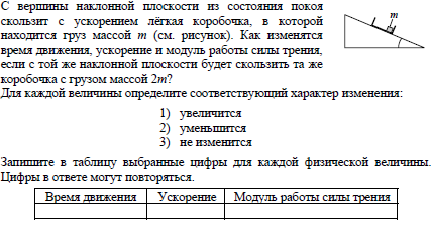 С вершины наклонной плоскости из состояния покоя
скользит с ускорением лёгкая коробочка, в которой
находится груз массой m (см. рисунок). Как изменятся
время движения, ускорение и модуль работы силы трения,
если с той же наклонной плоскости будет скользить та же
коробочка с грузом массой 2m?
m
Для каждой величины определите соответствующий характер изменения:
1) увеличится
2) уменьшится
3) не изменится
Запишите в таблицу выбранные цифры для каждой физической величины.
Цифры в ответе могут повторяться.
Время движения Ускорение Модуль работы силы трения